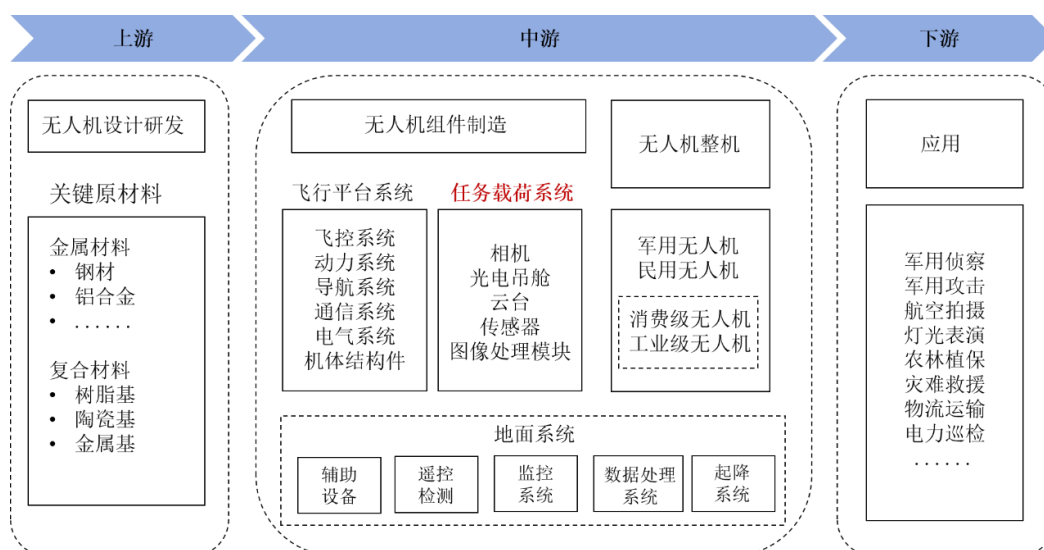 上游
中游
下游
无人机设计研发
关键原材料
金属材料
• 钢材
• 铝合金
• ......
复合材料
• 树脂基
• 陶瓷基
• 金属基
无人机组件制造
飞行平台系统
飞控系统
动力系统
导航系统
通信系统
电气系统
机体结构件
任务载荷系统
相机
光电吊舱
云台
传感器
图像处理模块
无人机整机
军用无人机
民用无人机
消费级无人机
工业级无人机
地面系统
辅助
设备
遥控
检测
监控
系统
数据处理
系统
起降
系统
应用
军用侦察
军用攻击
航空拍摄
灯光表演
农林植保
灾难救援
物流运输
电力巡检
......